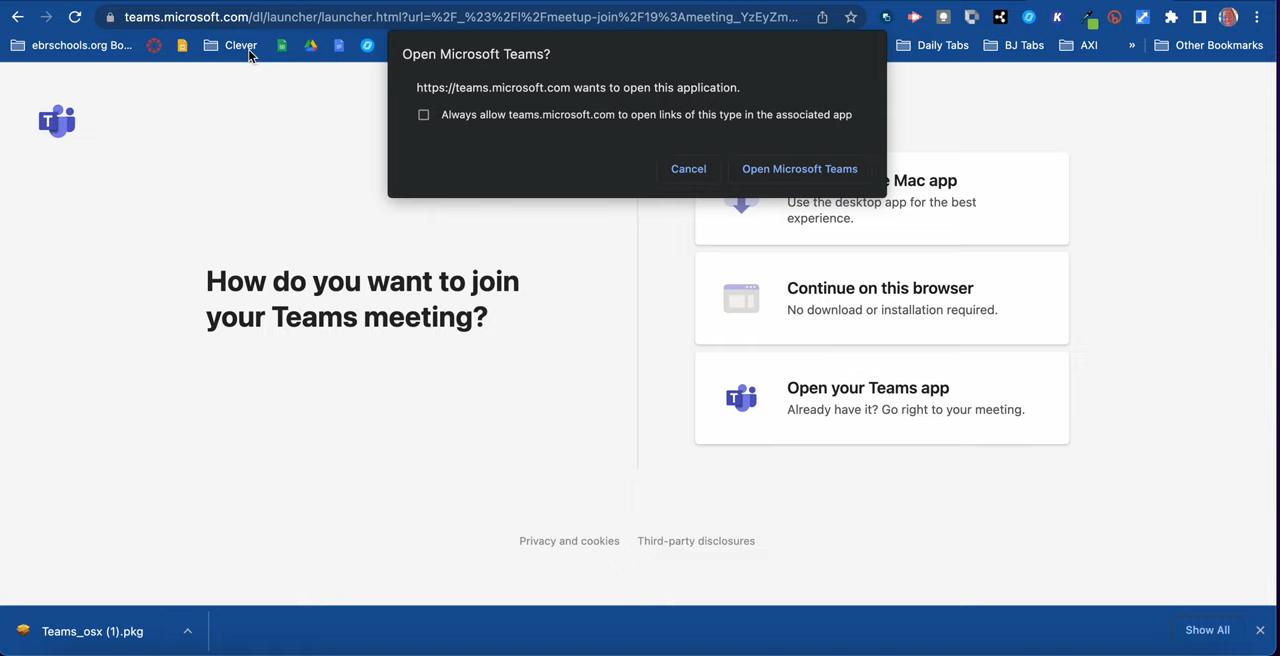 teams.microsoft.com/dl/launcher/launcher.html?url=%2F_%23%2Fl%2Fmeetup-join%2F19%3Ameeting_YzEyZm...
ebrschools.org Bo...
Clever
Daily Tabs
BJ Tabs
AXI
»
Other Bookmarks
Open Microsoft Teams?
https://teams.microsoft.com wants to open this application.
Always allow teams.microsoft.com to open links of this type in the associated app
Cancel
Open Microsoft Teams
T
e Mac app
Use the desktop app for the best
experience.
How do you want to join
your Teams meeting?
Continue on this browser
No download or installation required.
T
Open your Teams app
Already have it? Go right to your meeting.
Privacy and cookies
Third-party disclosures
Teams_osx (1).pkg
Show All